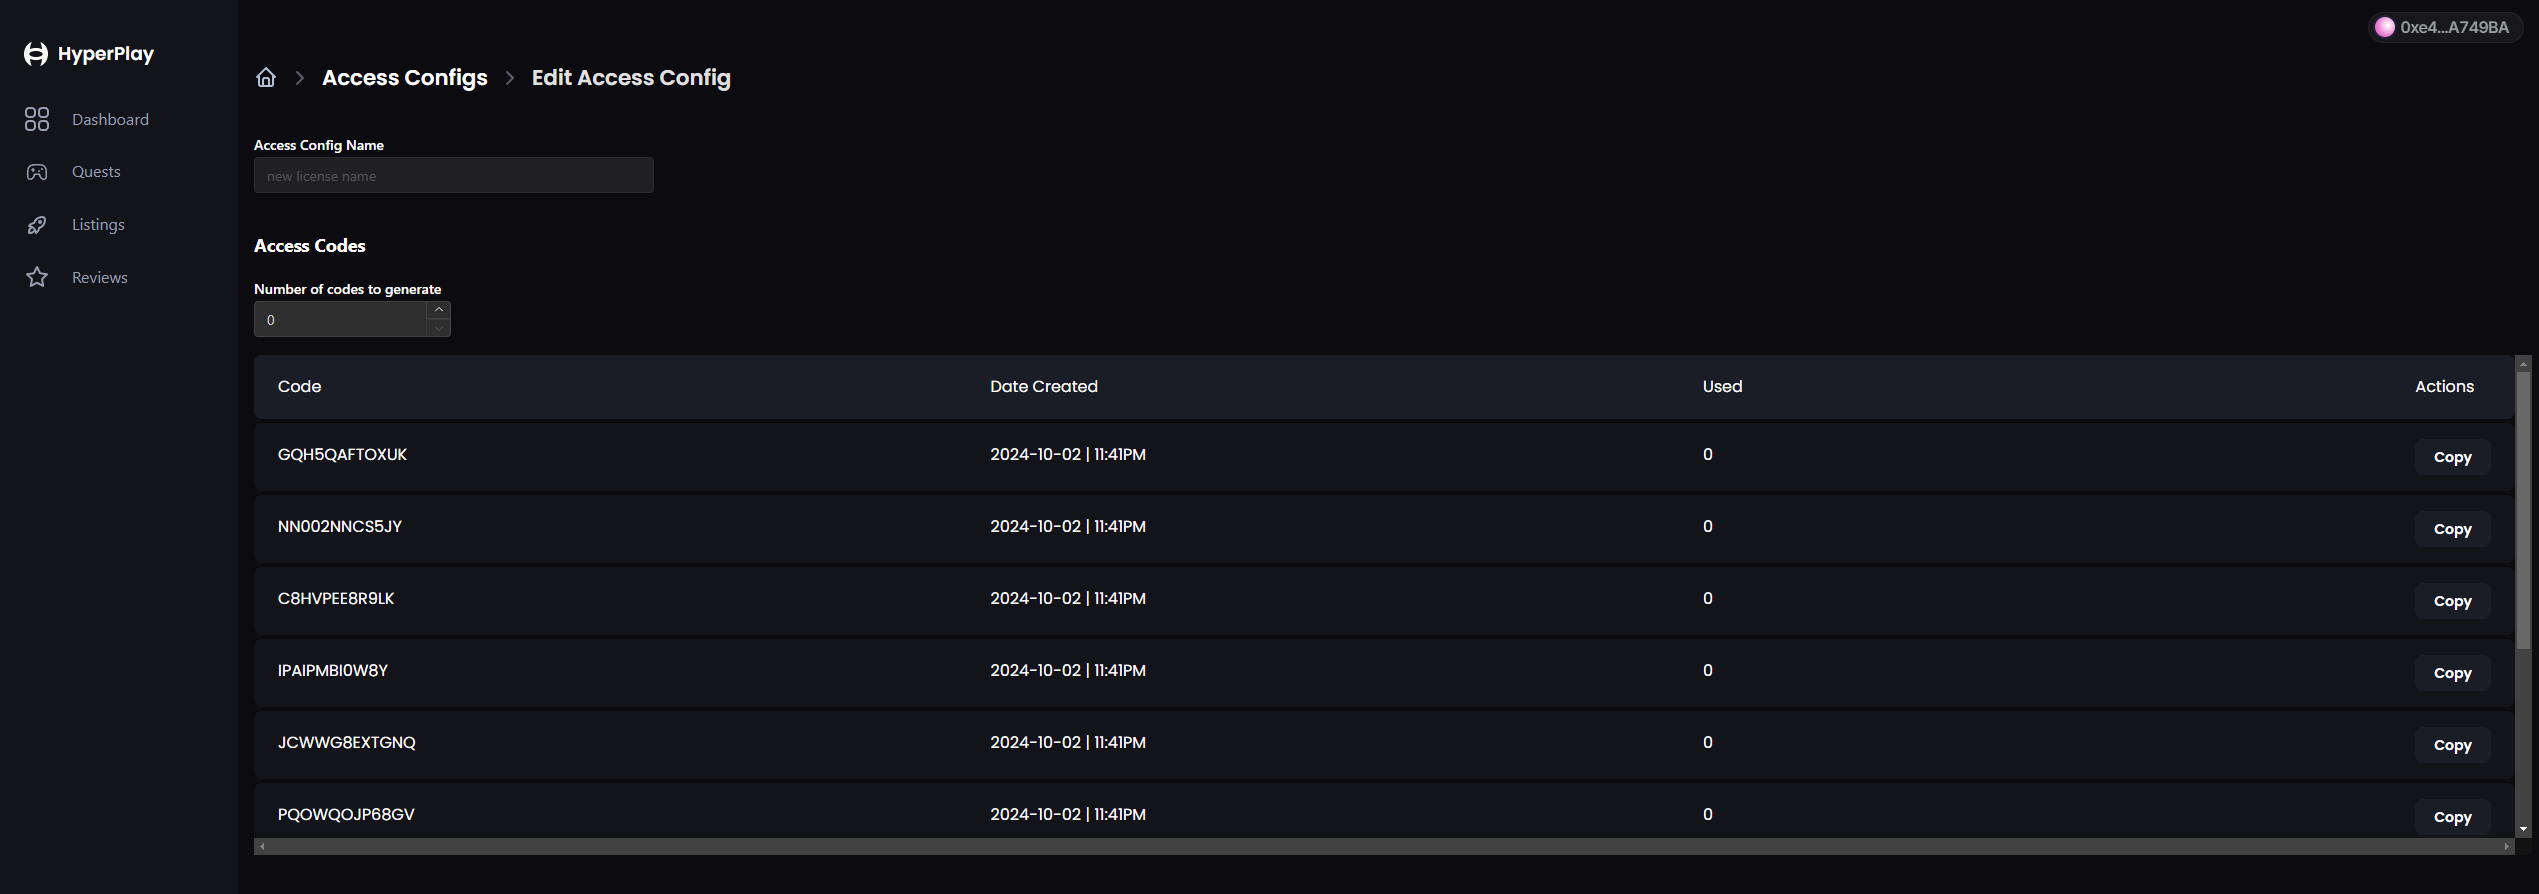 0xe4...A749BA
HyperPlay
Access Configs > Edit Access Config
Dashboard
Quests
Listings
Reviews
Access Config Name
new license name
Access Codes
Number of codes to generate
0
Code Date Created Used Actions
GQH5QAFTOXUK 2024-10-02 | 11:41PM 0 Copy
NN002NNCS5JY 2024-10-02 | 11:41PM 0 Copy
C8HVPEE8R9LK 2024-10-02 | 11:41PM 0 Copy
IPAIPMBI0W8Y 2024-10-02 | 11:41PM 0 Copy
JCWWG8EXTGNQ 2024-10-02 | 11:41PM 0 Copy
PQOWQOJP68GV 2024-10-02 | 11:41PM 0 Copy